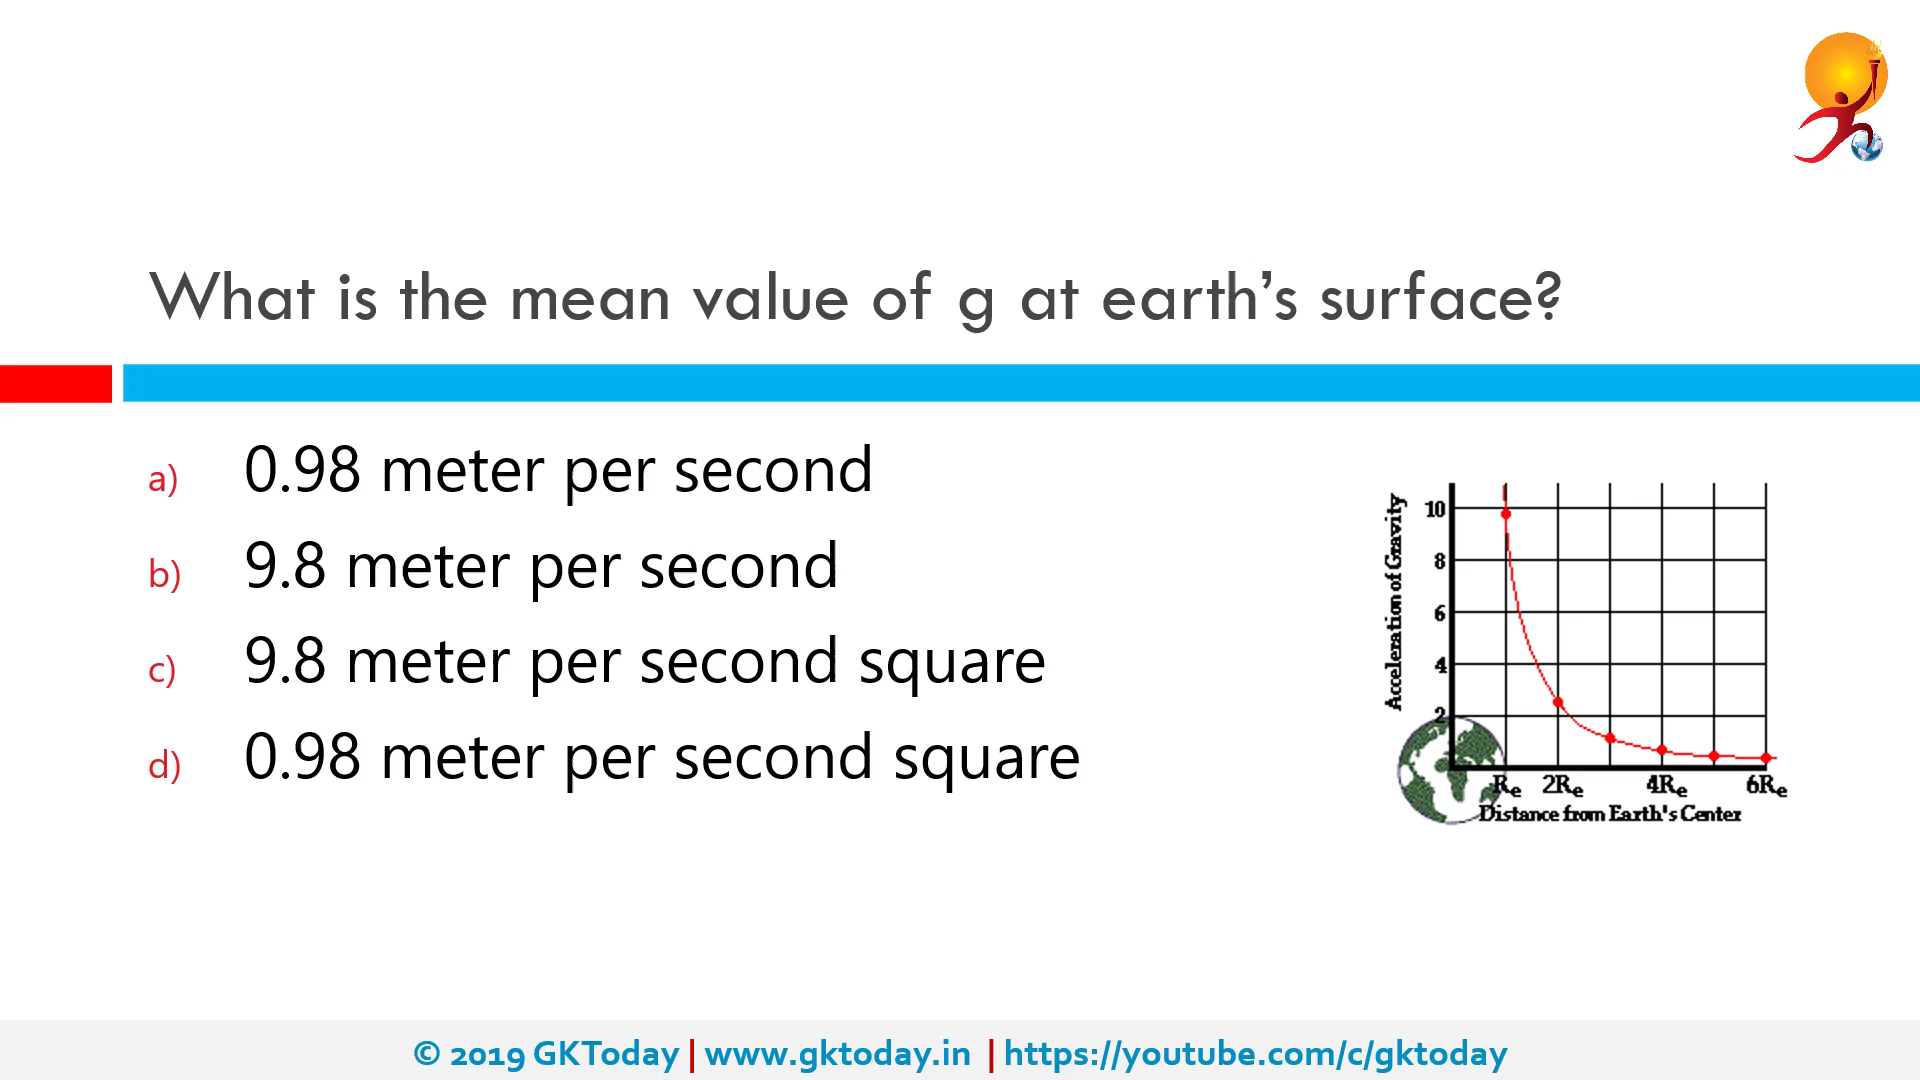 What is the mean value of g at earth’s surface?
a) 0.98 meter per second
b) 9.8 meter per second
c) 9.8 meter per second square
d) 0.98 meter per second square
Acceleration of Gravity
10
8
6
4
2
Re 2Re 4Re 6Re
Distance from Earth's Center
© 2019 GKToday | www.gktoday.in | https://youtube.com/c/gktoday